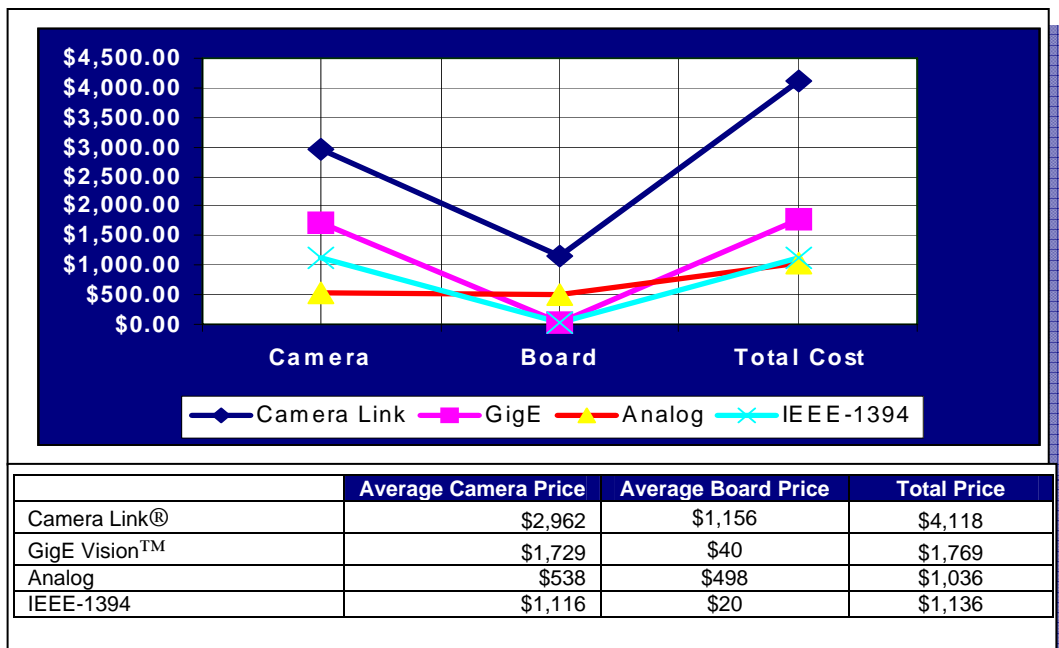 $4,500.00
$4,000.00
$3,500.00
$3,000.00
$2,500.00
$2,000.00
$1,500.00
$1,000.00
$500.00
$0.00
Camera Board Total Cost
Camera Link GigE Analog IEEE-1394
Average Camera Price Average Board Price Total Price
Camera Link® $2,962 $1,156 $4,118
GigE Vision™ $1,729 $40 $1,769
Analog $538 $498 $1,036
IEEE-1394 $1,116 $20 $1,136